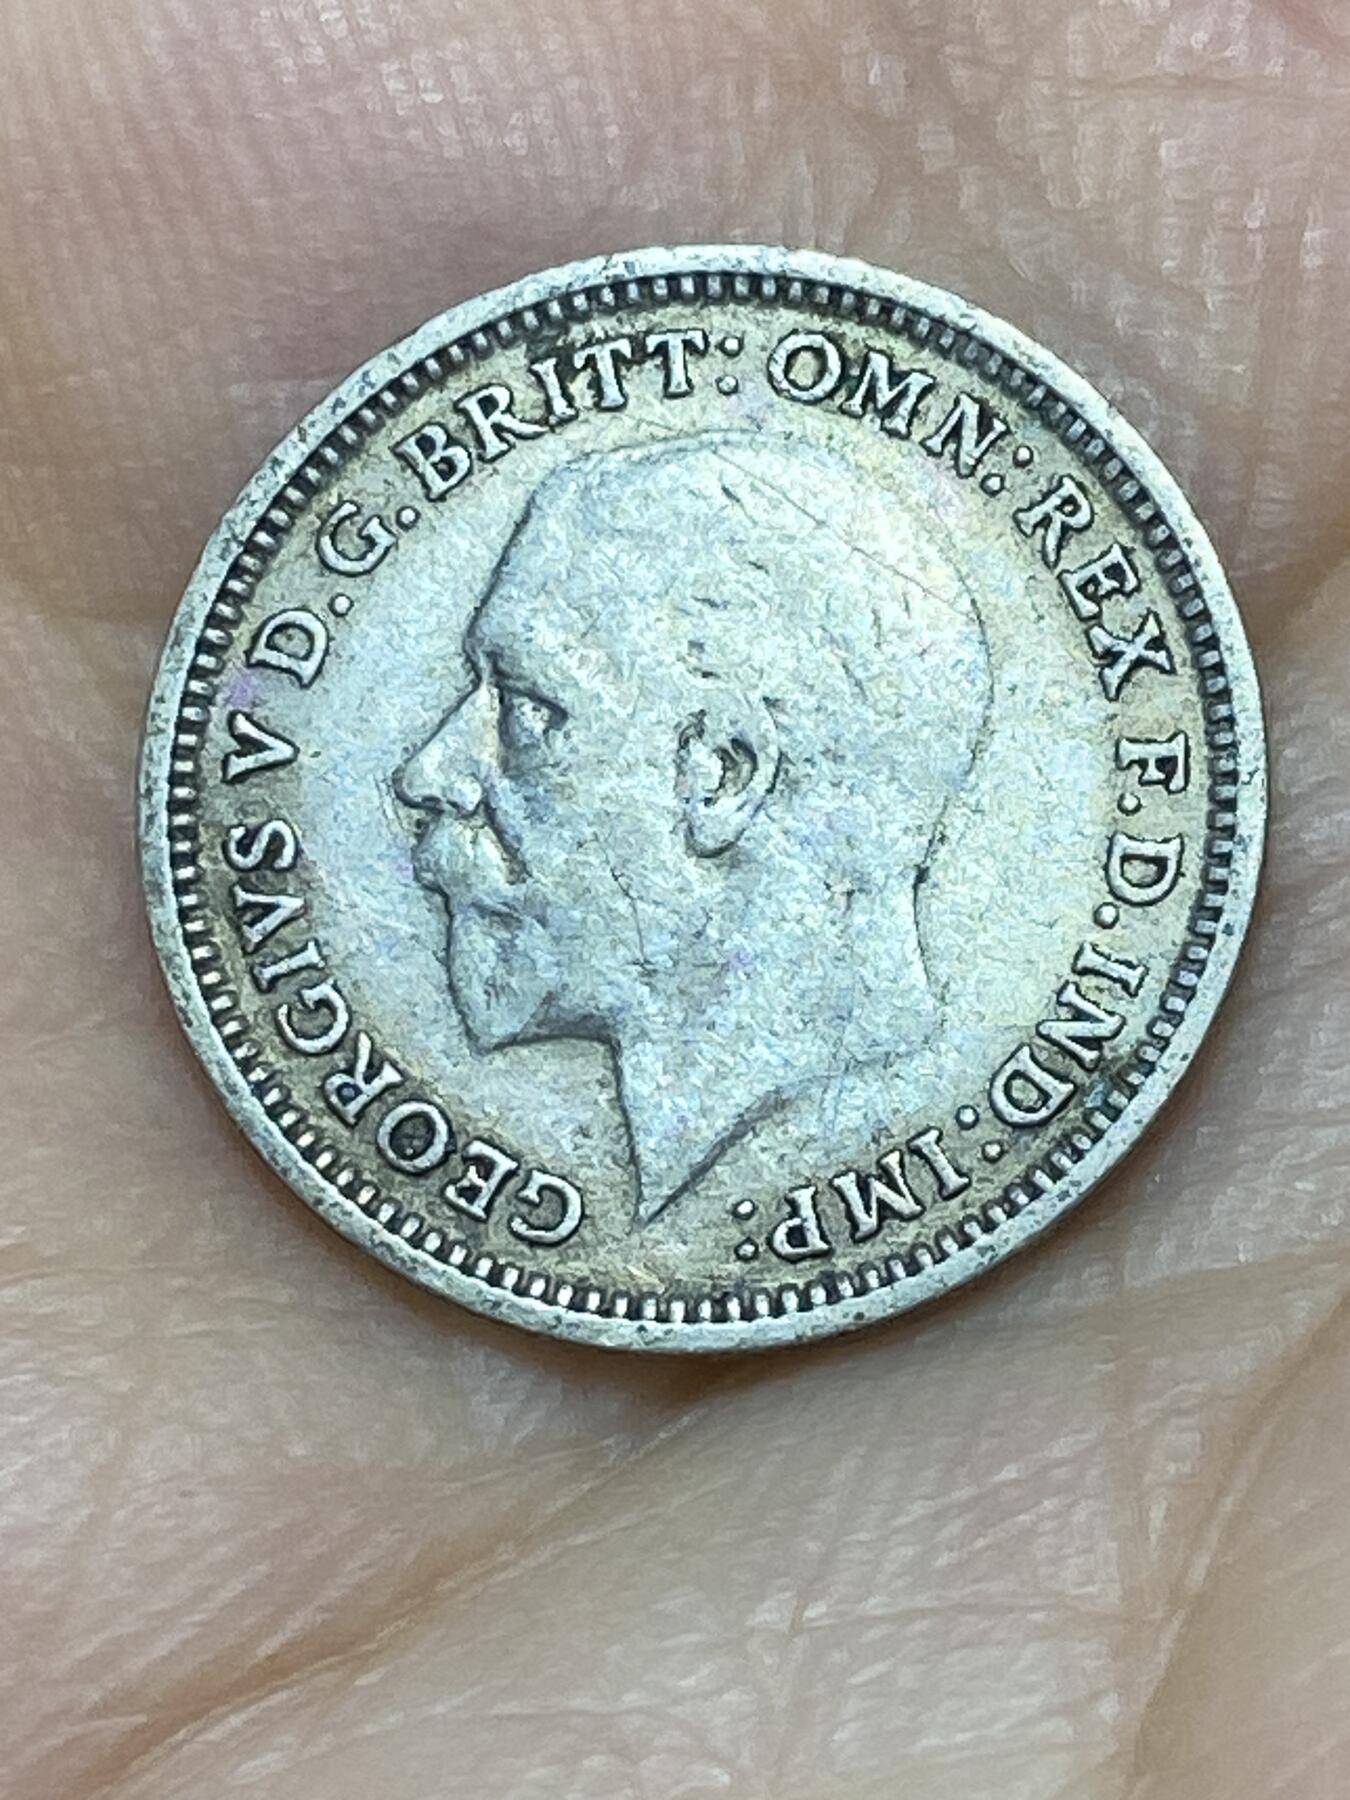 GEORGIVS V D.G.BRITT: OMN: REX F.D.IND:IMP: